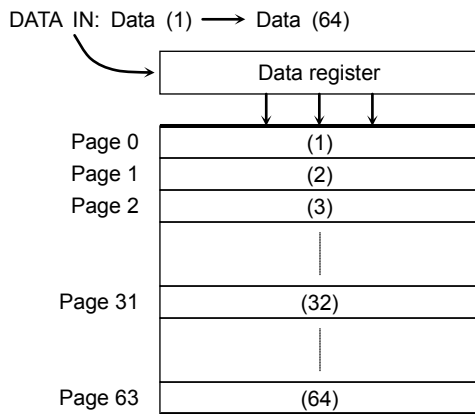 DATA IN: Data (1) Data (64)
Data register
Page 0 (1)
Page 1 (2)
Page 2 (3)
Page 31 (32)
Page 63 (64)